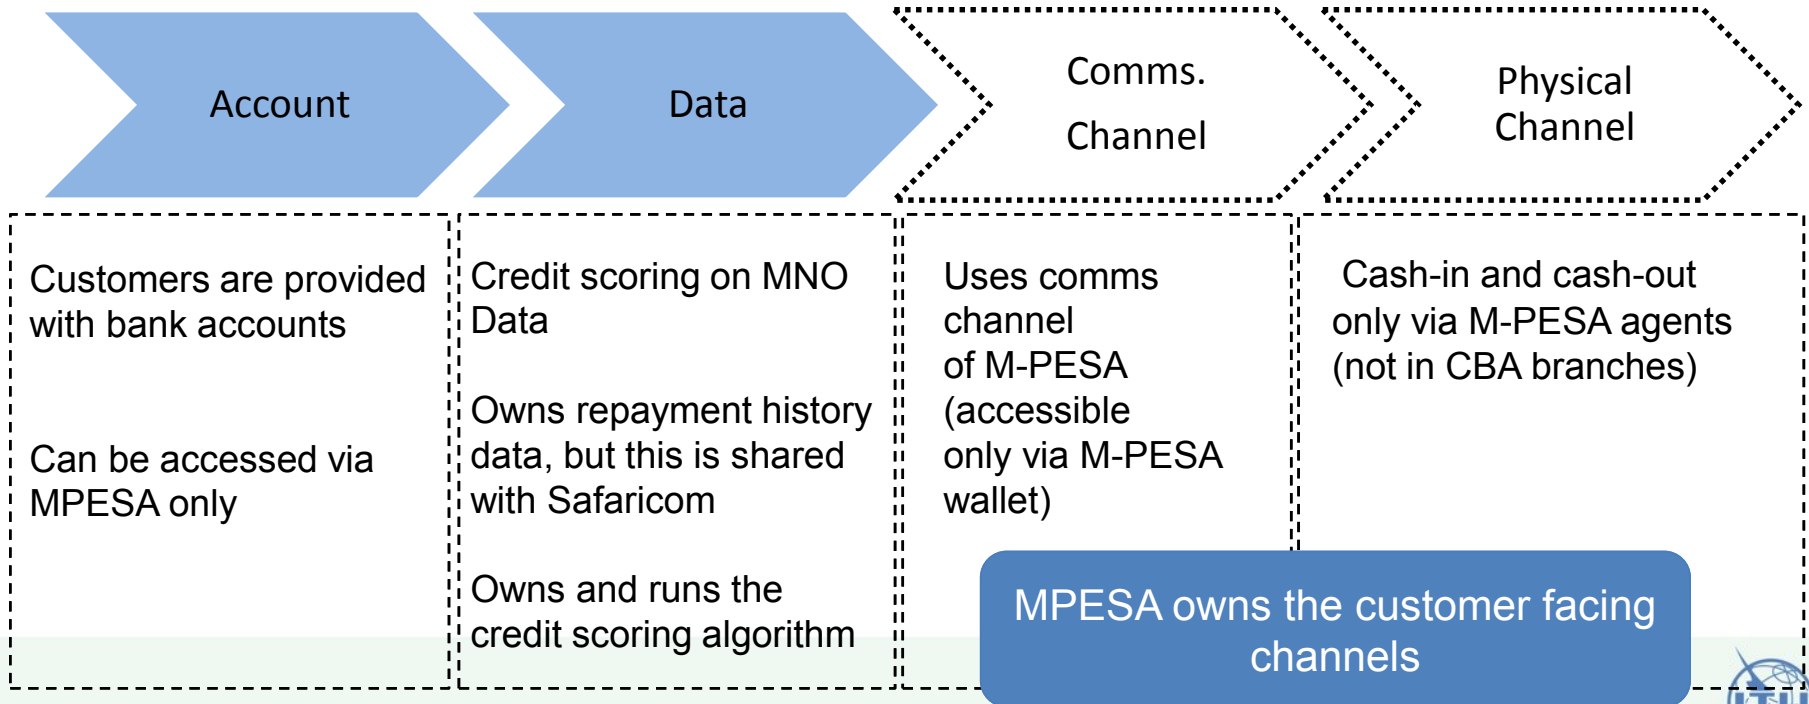 Account
Data
Comms.
Channel
Physical
Channel
Customers are provided
with bank accounts
Can be accessed via
MPESA only
Credit scoring on MNO
Data
Owns repayment history
data, but this is shared
with Safaricom
Owns and runs the
credit scoring algorithm
Uses comms
channel
of M-PESA
(accessible
only via M-PESA
wallet)
Cash-in and cash-out
only via M-PESA agents
(not in CBA branches)
MPESA owns the customer facing
channels